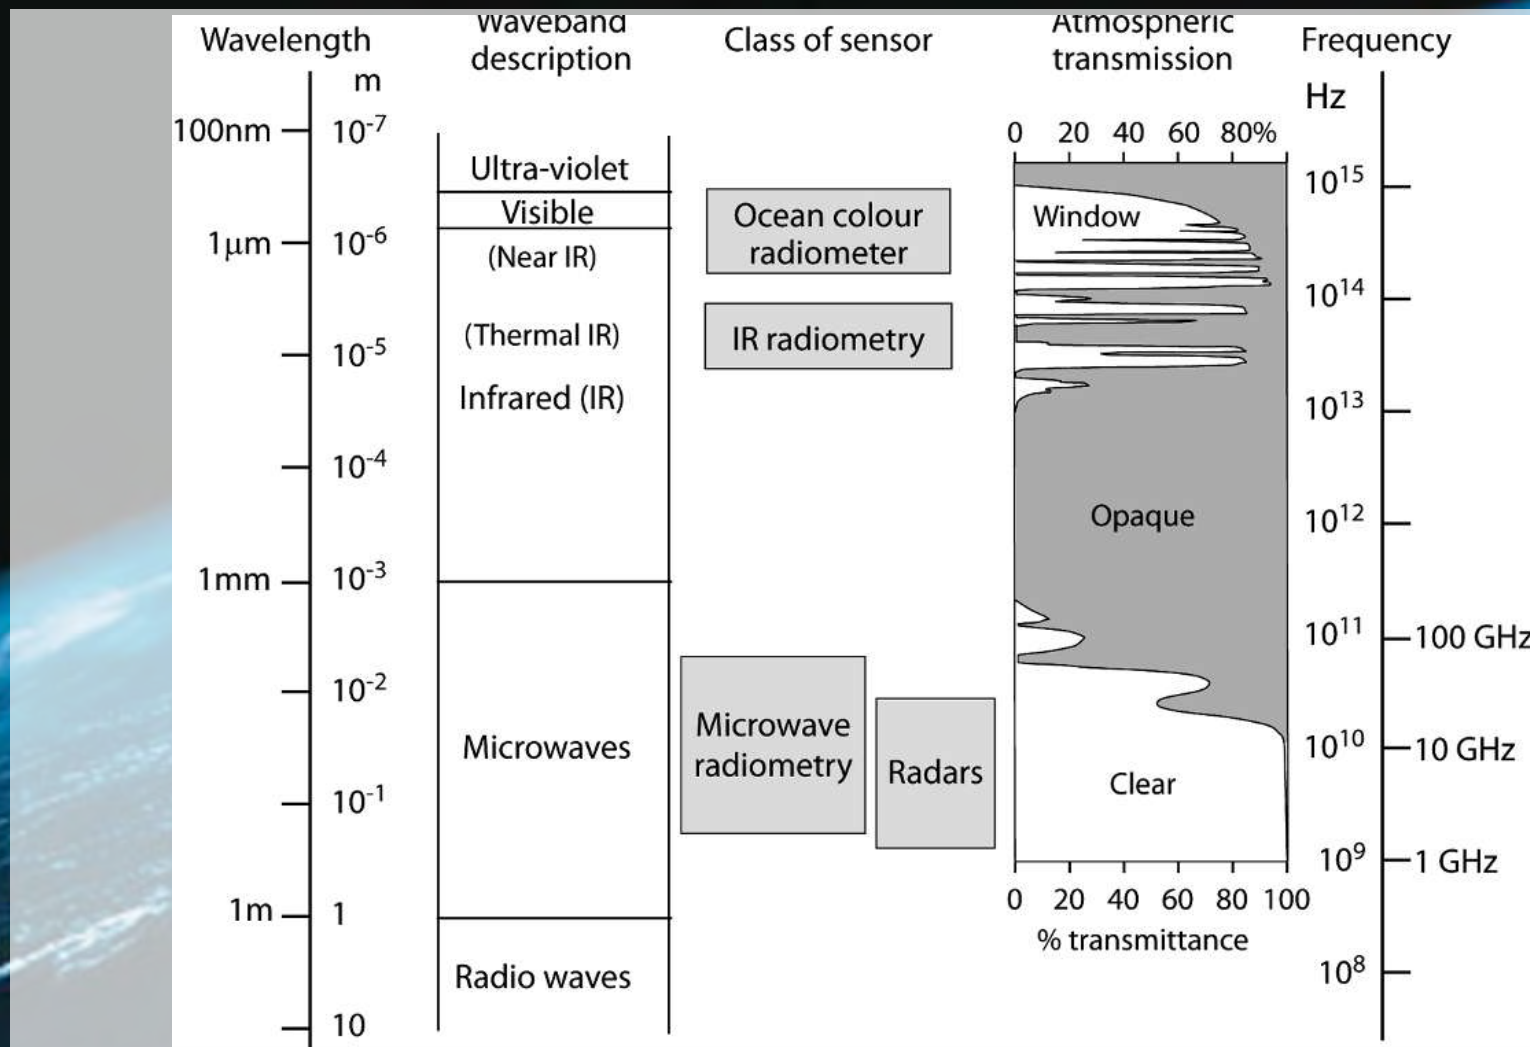 Wavelength
m
100nm
10⁻⁷
1μm
10⁻⁶
10⁻⁵
10⁻⁴
1mm
10⁻³
10⁻²
10⁻¹
1m
1
10
Waveband
description
Ultra-violet
Visible
(Near IR)
(Thermal IR)
Infrared (IR)
Microwaves
Radio waves
Class of sensor
Ocean colour
radiometer
IR radiometry
Microwave
radiometry
Radars
Atmospheric
transmission
0 20 40 60 80%
Window
Opaque
Clear
0 20 40 60 80 100
% transmittance
Frequency
Hz
10¹⁵
10¹⁴
10¹³
10¹²
10¹¹ 100 GHz
10¹⁰ 10 GHz
10⁹ 1 GHz
10⁸